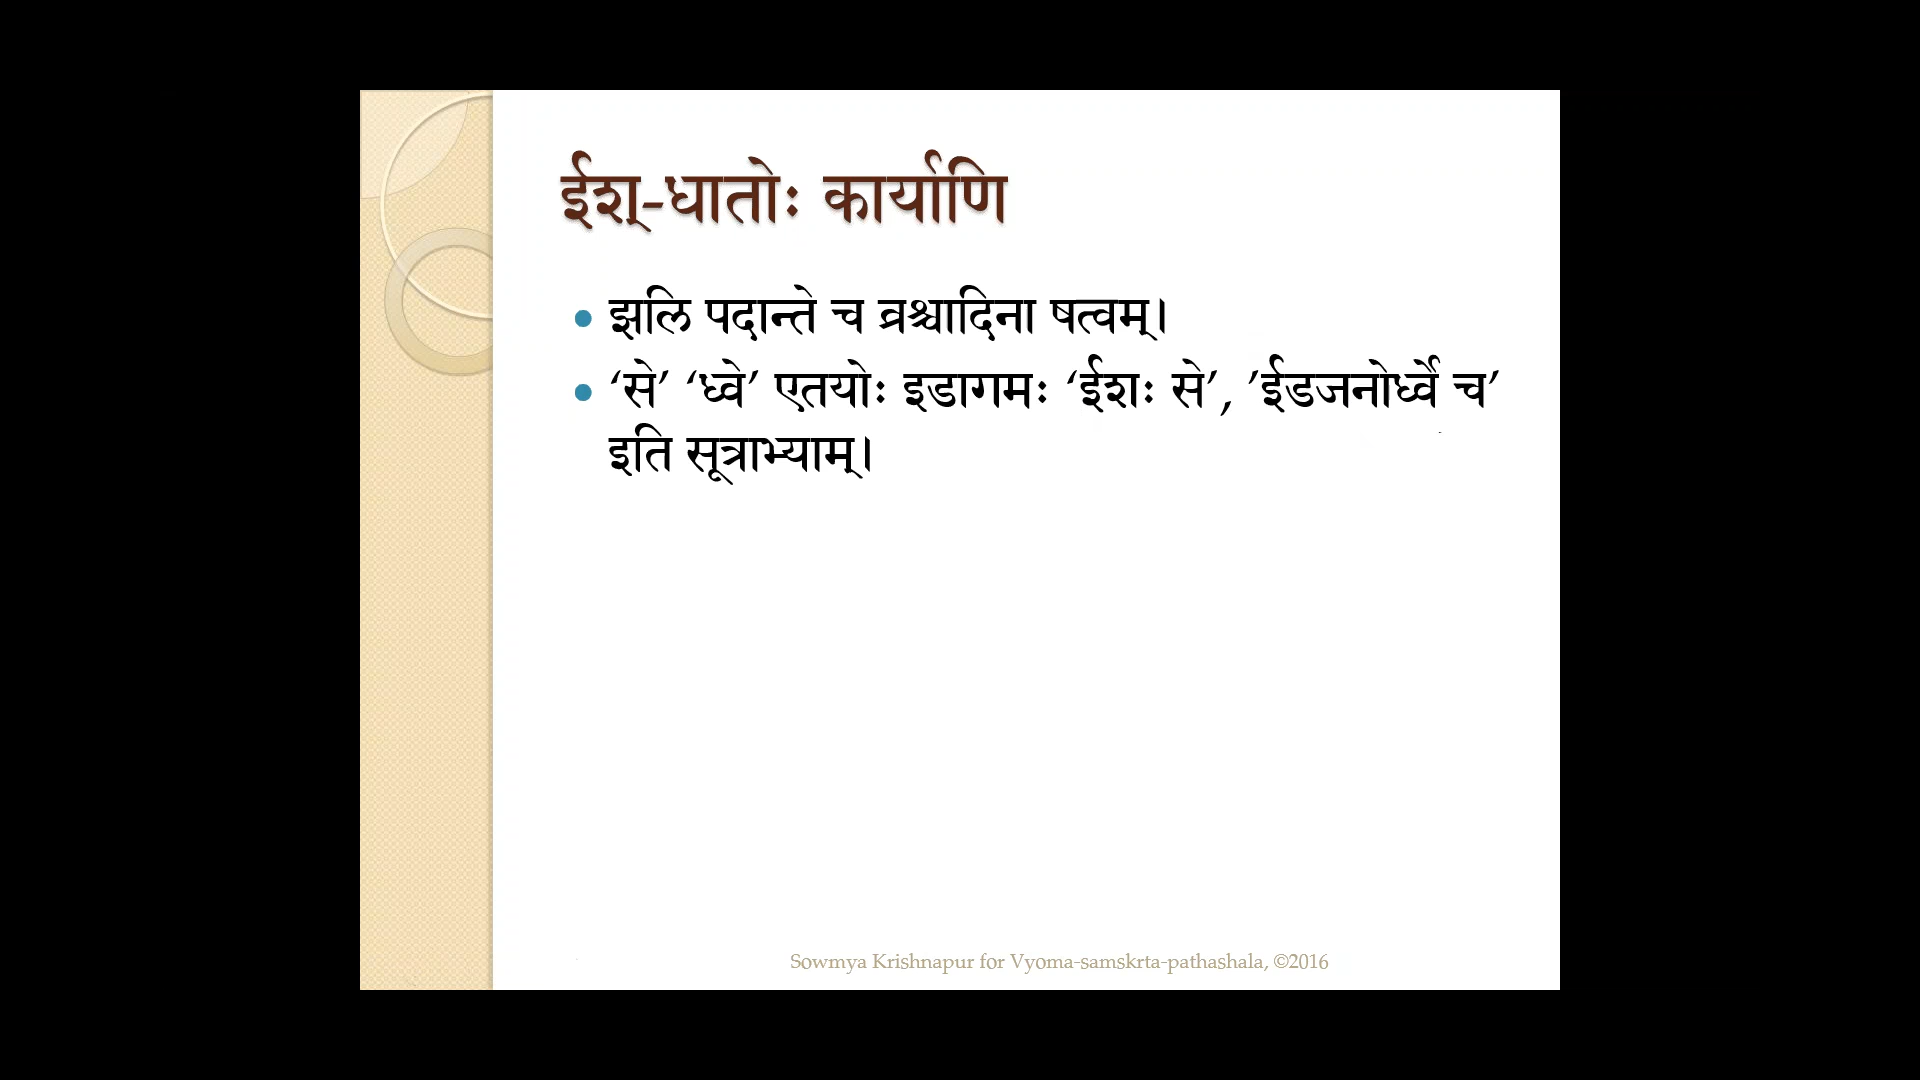 ईश्-धातोः कार्याणि
• झलि पदान्ते च व्रश्चादिना षत्वम्।
• ‘से’ ‘ध्वे’ एतयोः इडागमः ‘ईशः से’, ’ईडजनोर्ध्वे च’
इति सूत्राभ्याम्।
Sowmya Krishnapur for Vyoma-samskrta-pathashala, ©2016